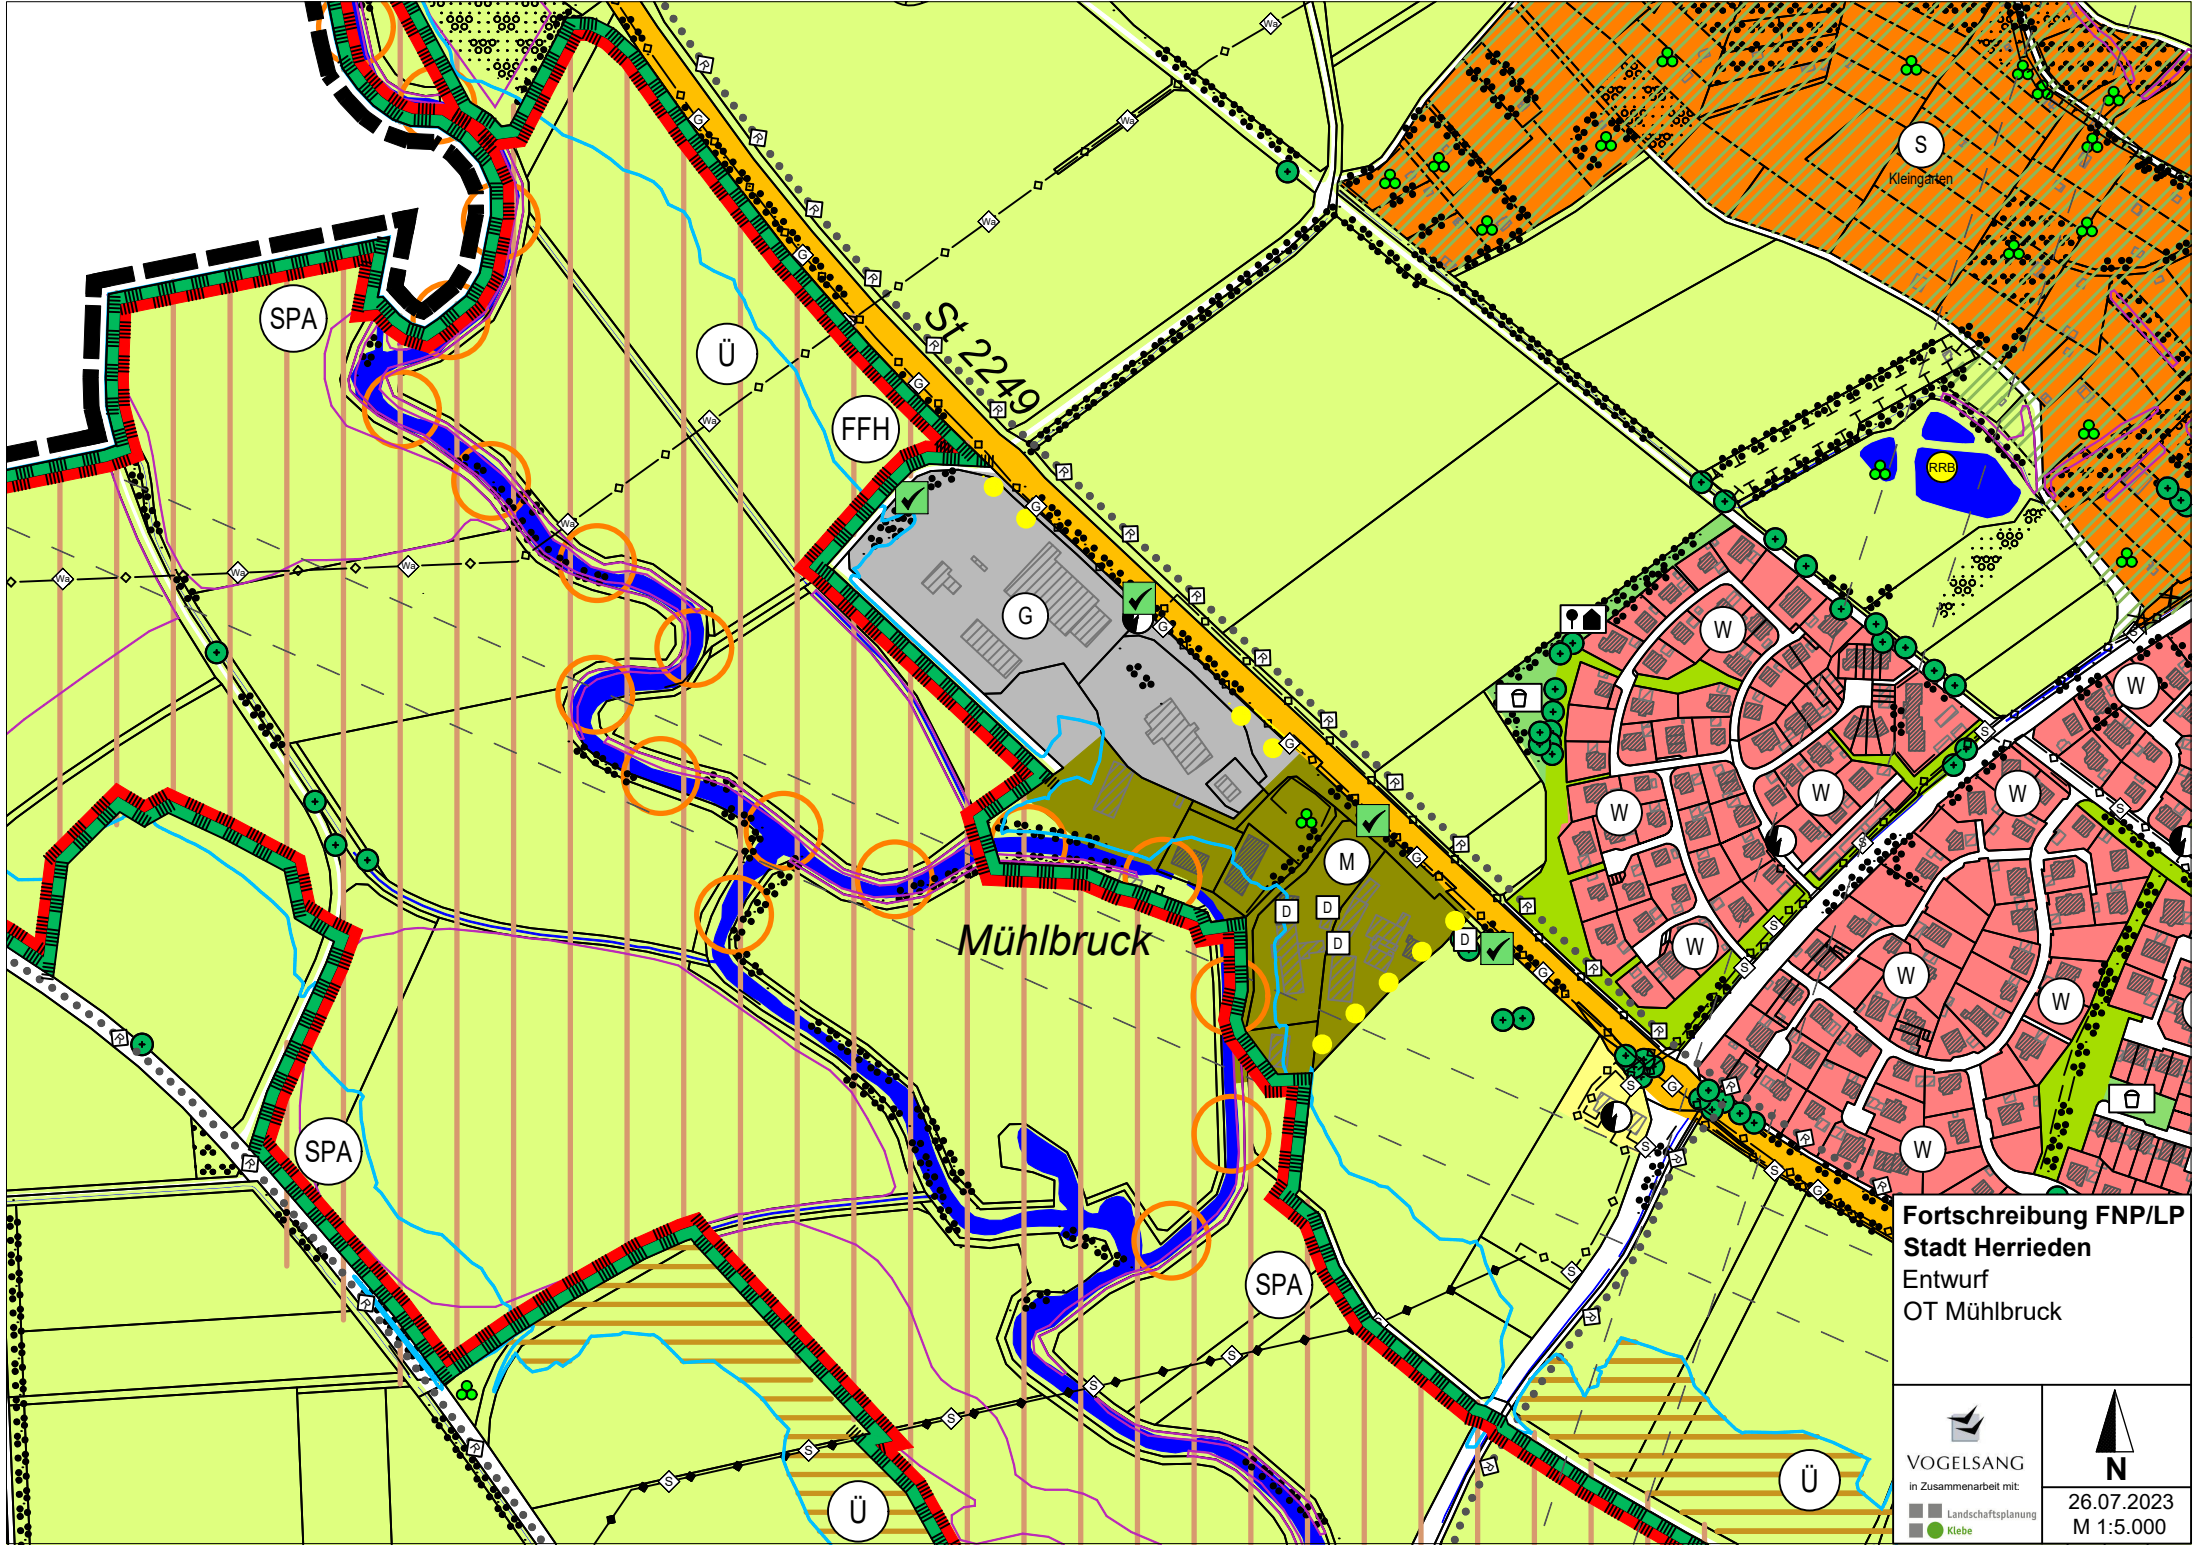 S
Kleingarten
SPA
Ü
St 2249
FFH
RRB
G
W
W
W
W
W
M
D
D
D
D
W
Mühlbruck
W
W
SPA
W
SPA
Ü
Ü
Fortschreibung FNP/LP
Stadt Herrieden
Entwurf
OT Mühlbruck
VOGELSANG
in Zusammenarbeit mit:
Landschaftsplanung
Klebe
N
26.07.2023
M 1:5.000